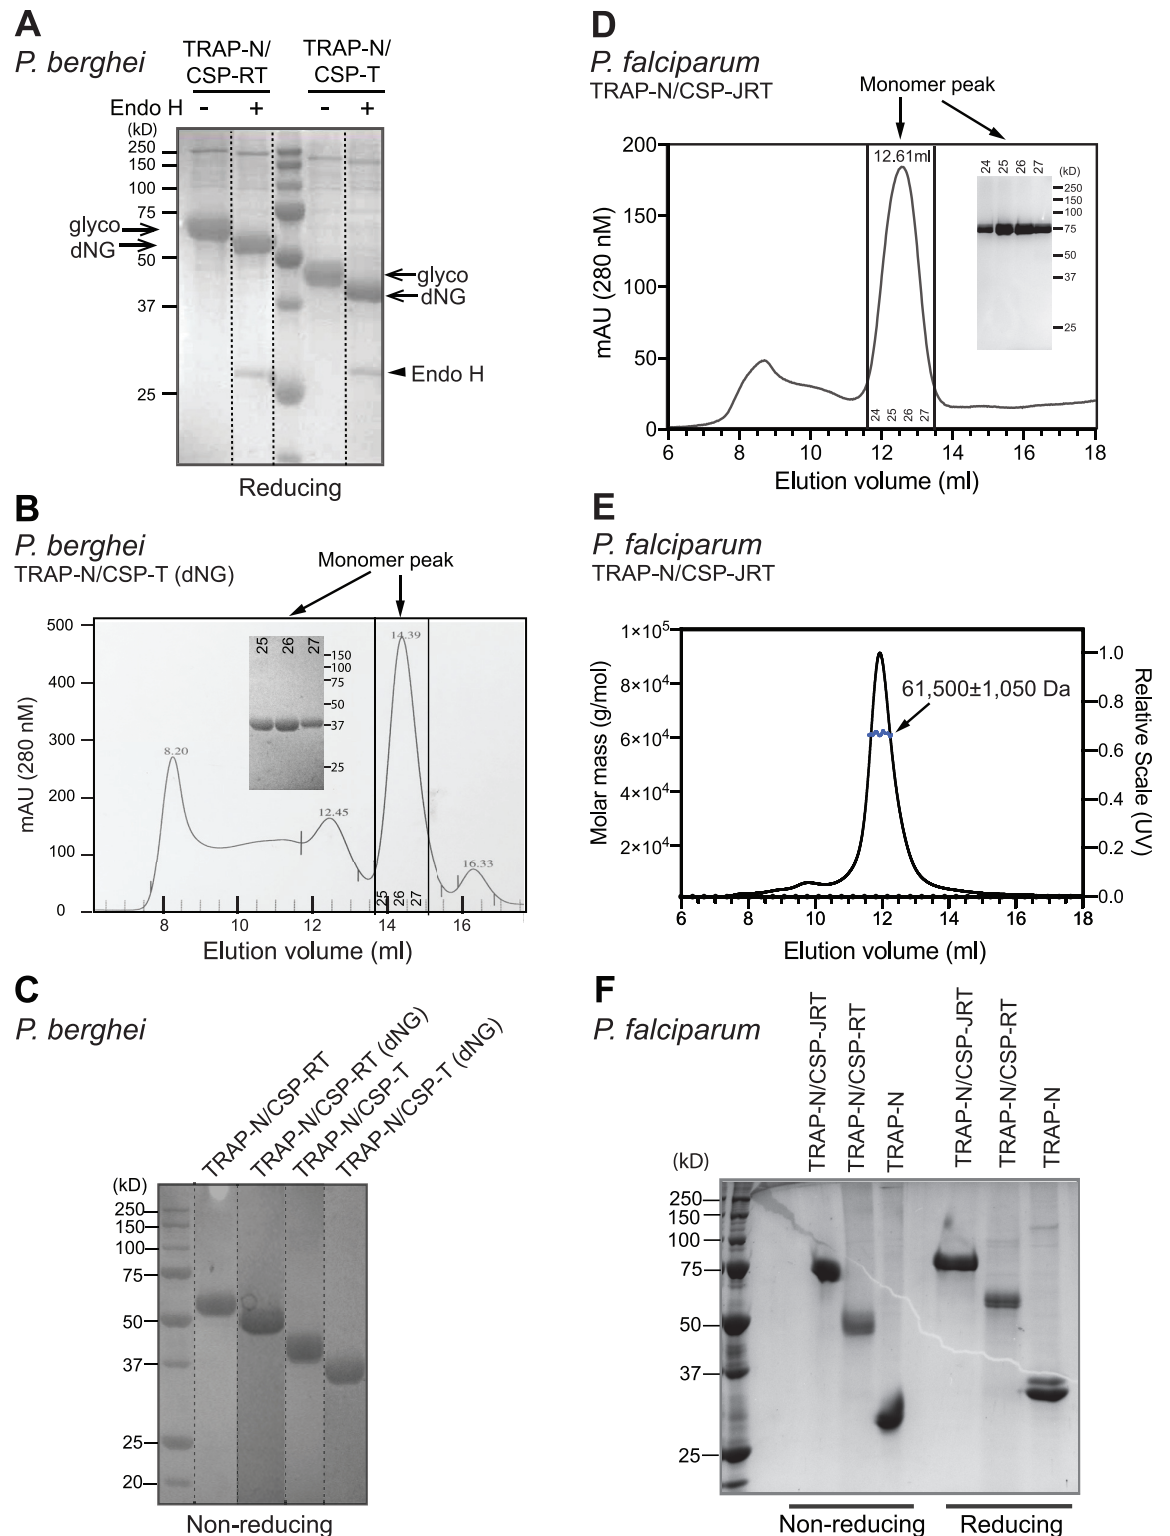 A
P. berghei
TRAP-N/
CSP-RT
TRAP-N/
CSP-T
Endo H - + - +
(kD)
250
150
100
75
50
37
25
glyco
dNG
glyco
dNG
Endo H
Reducing
B
P. berghei
TRAP-N/CSP-T (dNG)
Monomer peak
mAU (280 nM)
500
400
300
200
100
0
8.20
12.45
14.39
16.33
25 26 27
150
100
75
50
37
25
25 26 27
8 10 12 14 16
Elution volume (ml)
C
P. berghei
TRAP-N/CSP-RT
TRAP-N/CSP-RT (dNG)
TRAP-N/CSP-T
TRAP-N/CSP-T (dNG)
(kD)
250
150
100
75
50
37
25
20
Non-reducing
D
P. falciparum
TRAP-N/CSP-JRT
Monomer peak
mAU (280 nM)
200
150
100
50
0
12.61ml
24 25 26 27
(kD)
250
150
100
75
50
37
25
24 25 26 27
6 8 10 12 14 16 18
Elution volume (ml)
E
P. falciparum
TRAP-N/CSP-JRT
Molar mass (g/mol)
1×10⁵
8×10⁴
6×10⁴
4×10⁴
2×10⁴
61,500±1,050 Da
1.0
0.8
0.6
0.4
0.2
0.0
Relative Scale (UV)
6 8 10 12 14 16 18
Elution volume (ml)
F
P. falciparum
TRAP-N/CSP-JRT
TRAP-N/CSP-RT
TRAP-N
TRAP-N/CSP-JRT
TRAP-N/CSP-RT
TRAP-N
(kD)
250
150
100
75
50
37
25
Non-reducing
Reducing